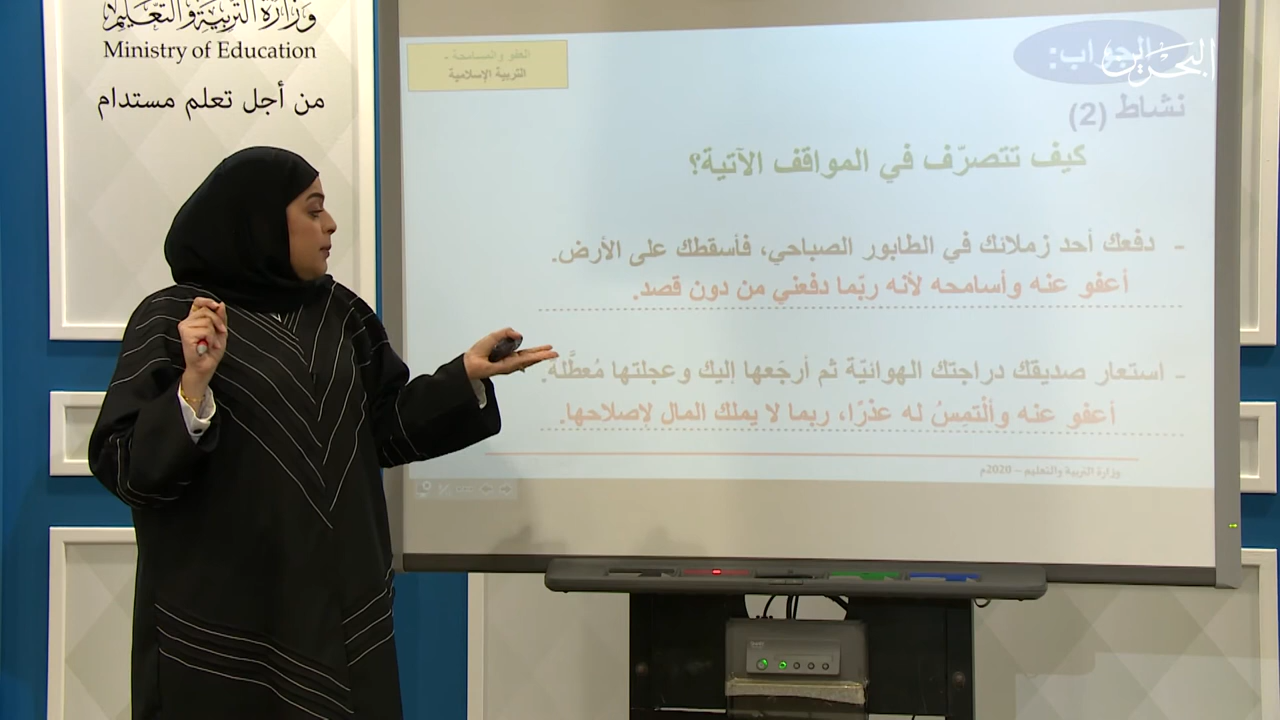 وزارة التربية والتعليم
Ministry of Education
من أجل تعلم مستدام
العفو والمسامحة -
التربية الإسلامية
الجواب:
البحرين
نشاط (2)
كيف تتصرّف في المواقف الآتية؟
- دفعك أحد زملائك في الطابور الصباحي، فأسقطك على الأرض.
أعفو عنه وأسامحه لأنه ربّما دفعني من دون قصد.
- استعار صديقك دراجتك الهوائيّة ثم أرجَعها إليك وعجلتها مُعطَّلة.
أعفو عنه وألْتمِسُ له عذرًا، ربما لا يملك المال لإصلاحها.
وزارة التربية والتعليم – 2020م